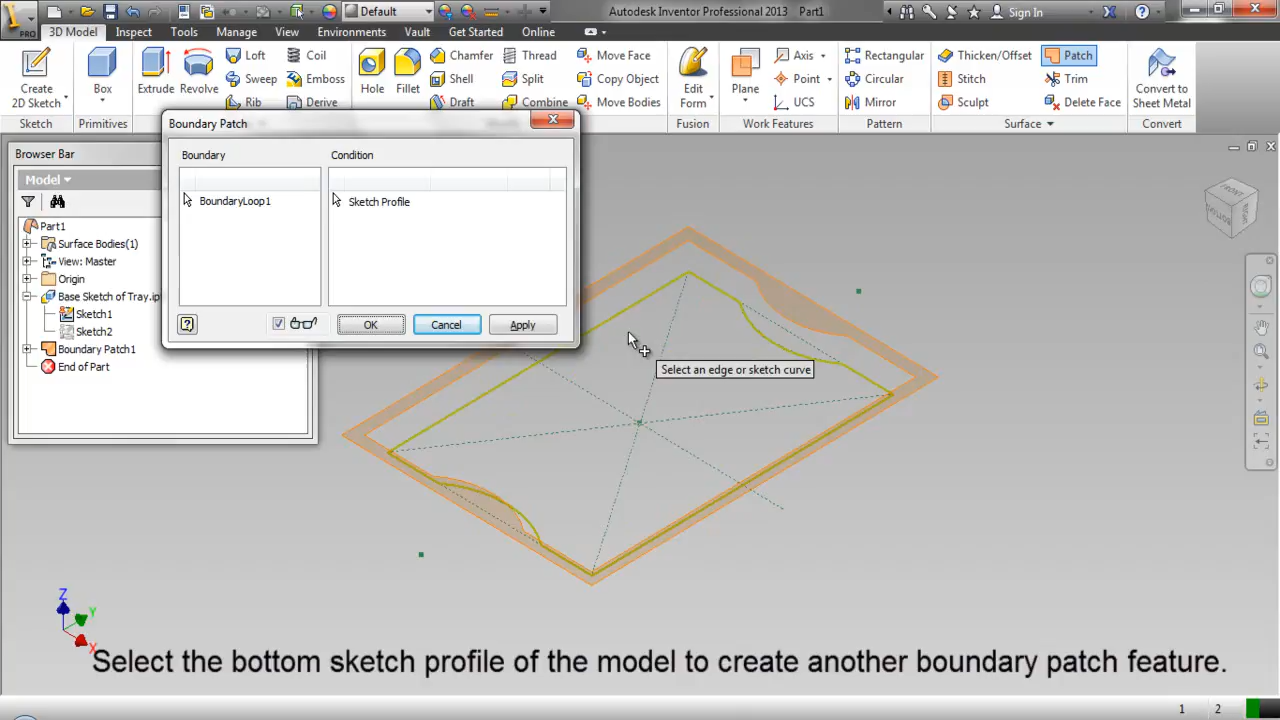 PRO
Default
Autodesk Inventor Professional 2013 Part1
Sign In
3D Model Inspect Tools Manage View Environments Vault Get Started Online
Create
2D Sketch
Box
Extrude
Revolve
Loft
Sweep
Rib
Coil
Emboss
Derive
Hole
Fillet
Chamfer
Shell
Draft
Thread
Split
Combine
Move Face
Copy Object
Move Bodies
Edit
Form
Plane
Axis
Point
UCS
Rectangular
Circular
Mirror
Thicken/Offset
Stitch
Sculpt
Patch
Trim
Delete Face
Convert to
Sheet Metal
Sketch Primitives Fusion Work Features Pattern Surface Convert
Boundary Patch
Boundary Condition
BoundaryLoop1 Sketch Profile
OK Cancel Apply
Browser Bar
Model
Part1
Surface Bodies(1)
View: Master
Origin
Base Sketch of Tray.ip
Sketch1
Sketch2
Boundary Patch1
End of Part
Select an edge or sketch curve
Z
Y
X
Select the bottom sketch profile of the model to create another boundary patch feature.
1 2